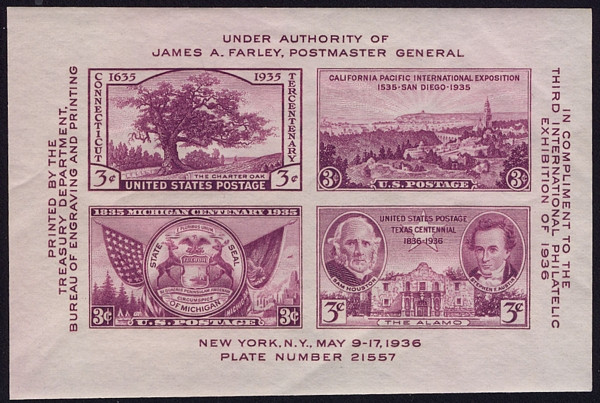 UNDER AUTHORITY OF
JAMES A. FARLEY, POSTMASTER GENERAL
PRINTED BY THE
TREASURY DEPARTMENT,
BUREAU OF ENGRAVING AND PRINTING
1635 1935
CONNECTICUT
TERCENTENARY
THE CHARTER OAK
3¢ 3¢
UNITED STATES POSTAGE
CALIFORNIA PACIFIC INTERNATIONAL EXPOSITION
1535·SAN DIEGO·1935
3¢ U.S. POSTAGE 3¢
1835 MICHIGAN CENTENARY 1935
STATE SEAL
OF MICHIGAN
3¢ U.S. POSTAGE 3¢
UNITED STATES POSTAGE
TEXAS CENTENNIAL
1836·1936
SAM HOUSTON
STEPHEN F. AUSTIN
3¢ THE ALAMO 3¢
IN COMPLIMENT TO THE
THIRD INTERNATIONAL PHILATELIC
EXHIBITION OF 1936
NEW YORK, N.Y., MAY 9-17, 1936
PLATE NUMBER 21557